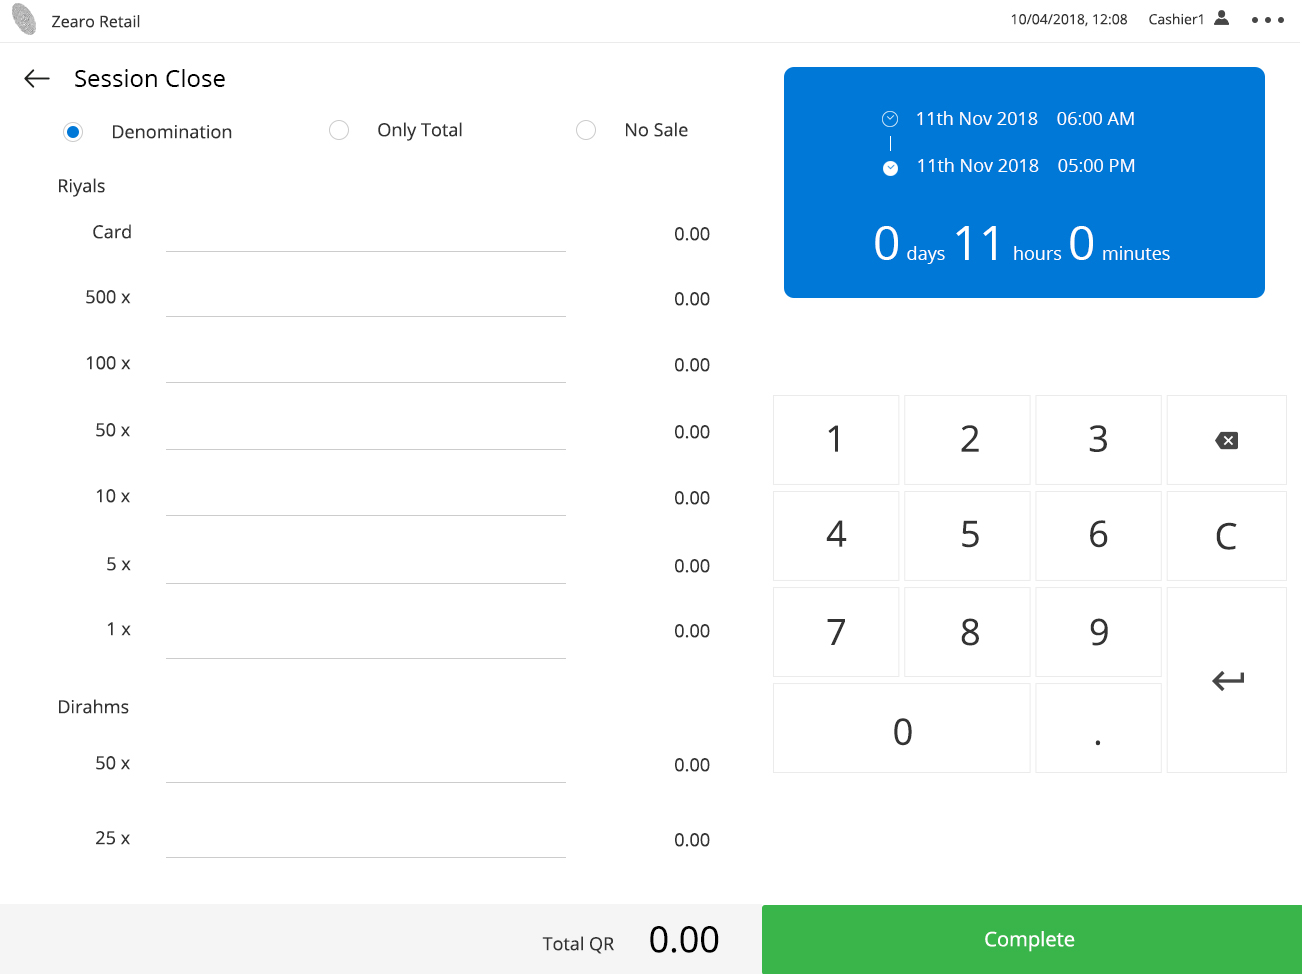 Zearo Retail
10/04/2018, 12:08 Cashier1
Session Close
Denomination Only Total No Sale
Riyals
Card 0.00
500 x 0.00
100 x 0.00
50 x 0.00
10 x 0.00
5 x 0.00
1 x 0.00
Dirahms
50 x 0.00
25 x 0.00
Total QR 0.00
11th Nov 2018 06:00 AM
11th Nov 2018 05:00 PM
0 days 11 hours 0 minutes
1 2 3
4 5 6 C
7 8 9
0 .
Complete